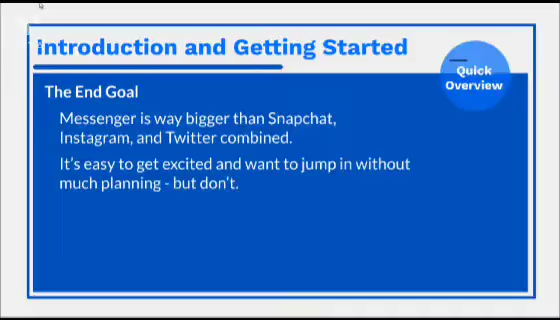 Introduction and Getting Started
Quick
Overview
The End Goal
Messenger is way bigger than Snapchat,
Instagram, and Twitter combined.
It's easy to get excited and want to jump in without
much planning - but don't.